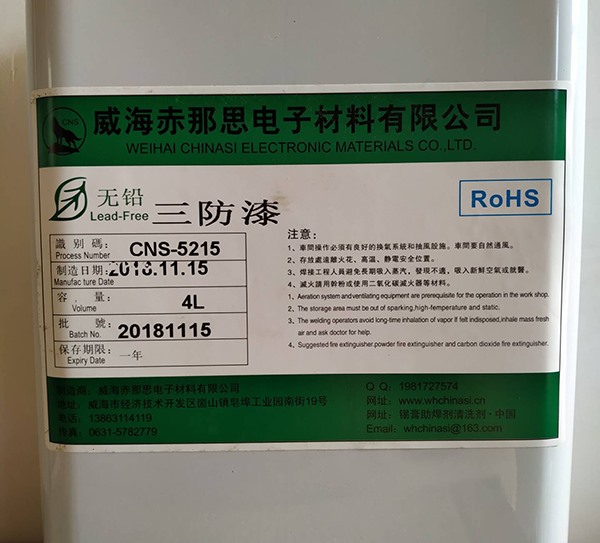 CNS
威海赤那思电子材料有限公司
WEIHAI CHINASI ELECTRONIC MATERIALS CO.,LTD.
无铅
Lead-Free
三防漆
RoHS
識別碼: CNS-5215
Process Number
制造日期: 2018.11.15
Manufacture Date
容量: 4L
Volume
批號: 20181115
Batch No.
保存期限: 一年
Expiry Date
注意:
1、車間操作必須有良好的換氣系統和抽風設施。車間要自然通風。
2、存放處遠離火花、高溫、靜電安全位置。
3、焊接工程人員避免長期吸入蒸汽，發現不適，吸入新鮮空氣或就醫。
4、滅火請用幹粉或使用二氧化碳滅火器等材料。
1、Aeration system and ventilating equipment are prerequisite for the operation in the work shop.
2、The storage area must be out of sparking,high-temperature and static.
3、The welding operators avoid long-time inhalation of vapor If felt indisposed,inhale mass fresh
air and ask doctor for help.
4、Suggested fire extinguisher powder fire extinguisher and carbon dioxide fire extinguisher.
制造商: 威海赤那思电子材料有限公司
地址: 威海市经济技术开发区崮山镇皂埠工业园南街19号
电话: 13863114119
传真: 0631-5782779
Q Q: 1981727574
网址: www.whchinasi.cn
网址: 锡膏助焊剂清洗剂·中国
Email: whchinasi@163.com